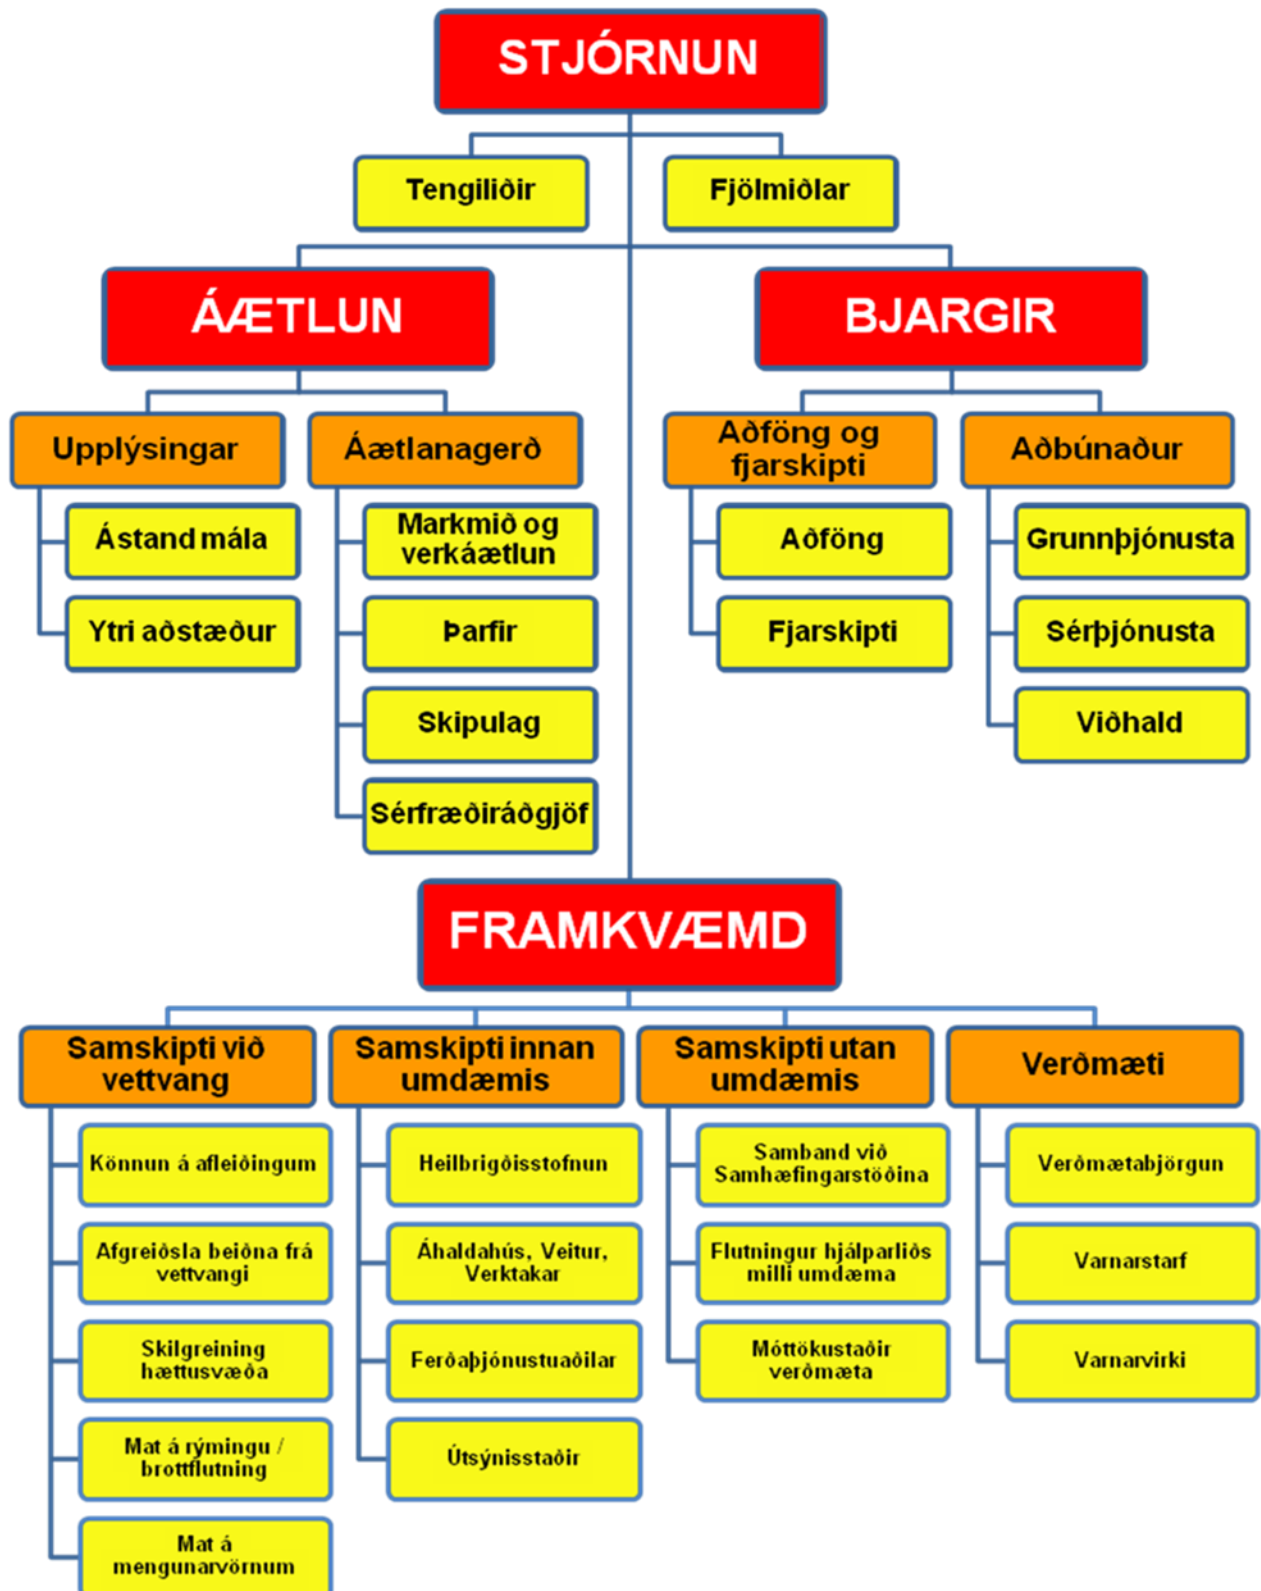 STJÓRNUN
Tengiliðir
Fjölmiðlar
ÁÆTLUN
BJARGIR
Upplýsingar
Ástand mála
Ytri aðstæður
Áætlanagerð
Markmið og
verkáætlun
Þarfir
Skipulag
Sérfræðiráðgjöf
Aðföng og
fjarskipti
Aðföng
Fjarskipti
Aðbúnaður
Grunnþjónusta
Sérþjónusta
Viðhald
FRAMKVÆMD
Samskipti við
vettvang
Könnun á afleiðingum
Afgreiðsla beiðna frá
vettvangi
Skilgreining
hættusvæða
Mat á rýmingu /
brottflutning
Mat á
mengunarvörnum
Samskipti innan
umdæmis
Heilbrigðisstofnun
Áhaldahús, Veitur,
Verktakar
Ferðaþjónustuaðilar
Útsýnisstaðir
Samskipti utan
umdæmis
Samband við
Samhæfingarstöðina
Flutningur hjálparliðs
milli umdæma
Móttökustaðir
verðmæta
Verðmæti
Verðmætabjörgun
Varnarstarf
Varnarvirki